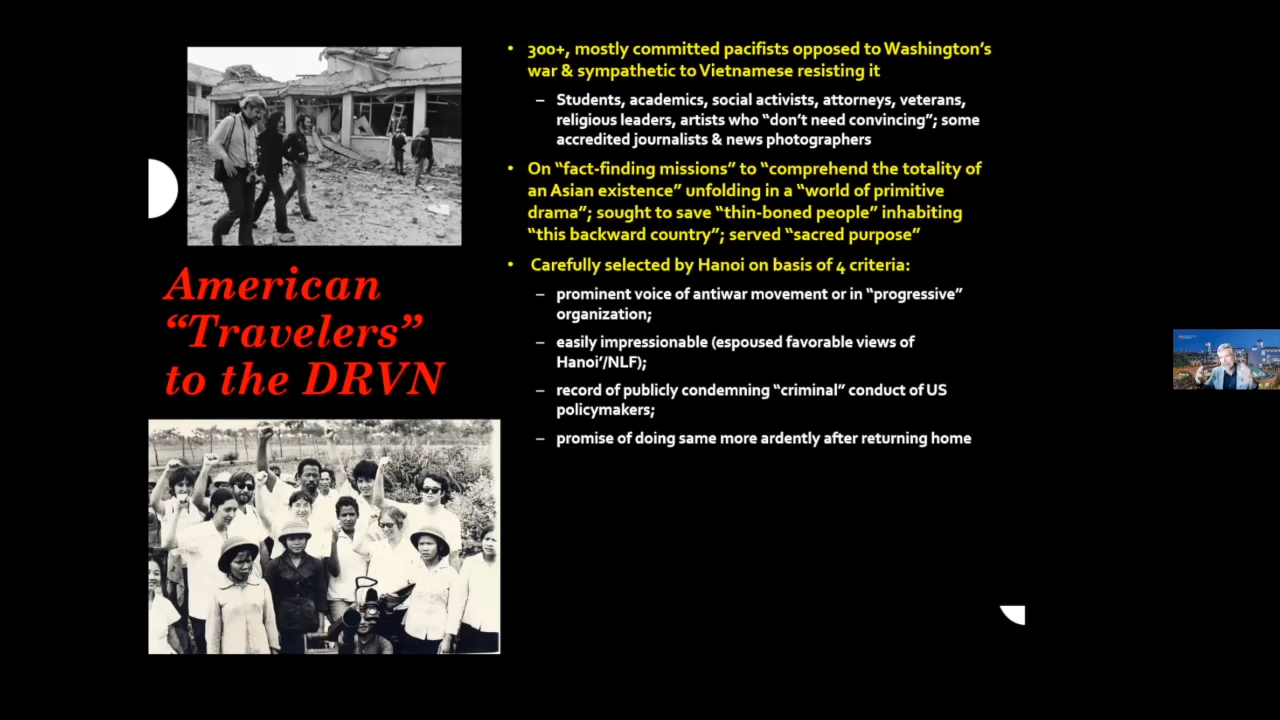 American
“Travelers”
to the DRVN
• 300+, mostly committed pacifists opposed to Washington’s
war & sympathetic to Vietnamese resisting it
– Students, academics, social activists, attorneys, veterans,
religious leaders, artists who “don’t need convincing”; some
accredited journalists & news photographers
• On “fact-finding missions” to “comprehend the totality of
an Asian existence” unfolding in a “world of primitive
drama”; sought to save “thin-boned people” inhabiting
“this backward country”; served “sacred purpose”
• Carefully selected by Hanoi on basis of 4 criteria:
– prominent voice of antiwar movement or in “progressive”
organization;
– easily impressionable (espoused favorable views of
Hanoi’/NLF);
– record of publicly condemning “criminal” conduct of US
policymakers;
– promise of doing same more ardently after returning home